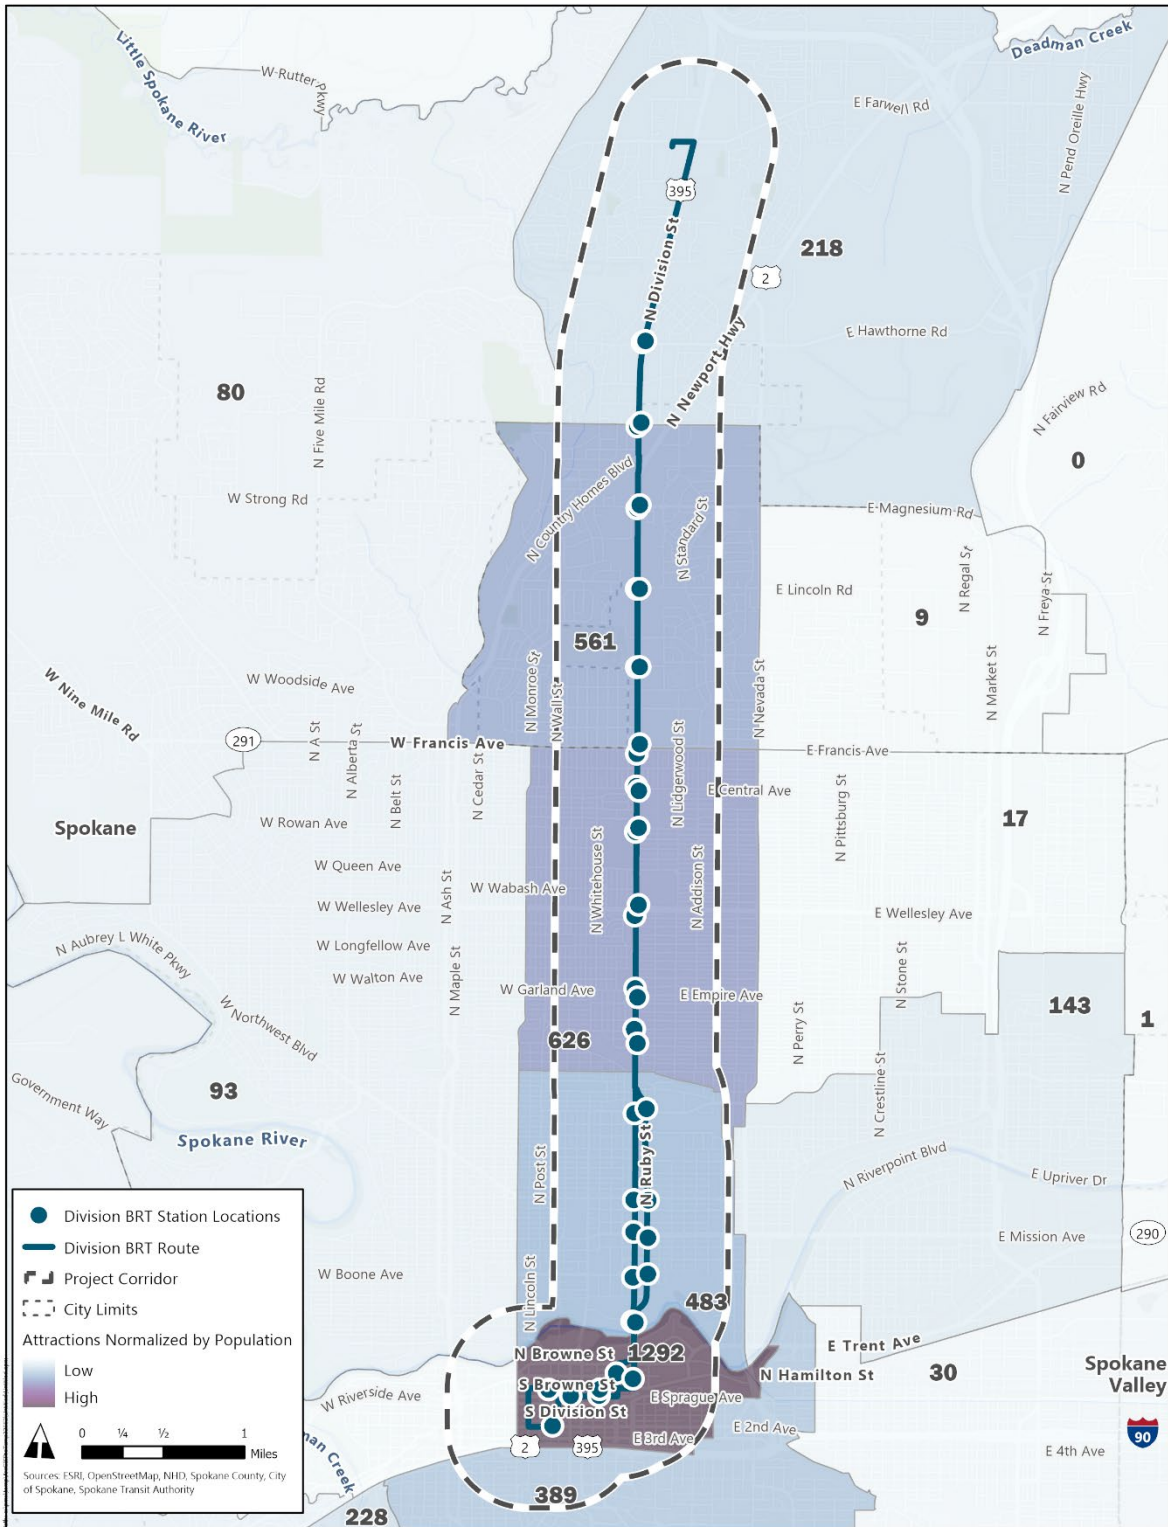 Little Spokane River
W Rutter Pkwy
Deadman Creek
E Farwell Rd
N Pend Oreille Hwy
395
N Division St
218
2
E Hawthorne Rd
N Newport Hwy
80
N Five Mile Rd
N Fairview Rd
0
W Strong Rd
N Country Homes Blvd
N Standard St
E Magnesium Rd
E Lincoln Rd
N Regal St
N Freya St
9
561
W Woodside Ave
N Monroe St
N Wall St
N Nevada St
N Market St
W Nine Mile Rd
291
N A St
N Alberta St
W Francis Ave
E Francis Ave
N Belt St
N Cedar St
N Lidgerwood St
E Central Ave
N Pittsburg St
Spokane
W Rowan Ave
17
W Queen Ave
N Ash St
W Wabash Ave
N Whitehouse St
N Addison St
W Wellesley Ave
E Wellesley Ave
N Aubrey L White Pkwy
W Longfellow Ave
N Maple St
W Walton Ave
N Stone St
W Garland Ave
E Empire Ave
143
1
W Northwest Blvd
626
N Perry St
Government Way
93
N Crestline St
Spokane River
N Post St
N Ruby St
N Riverpoint Blvd
E Upriver Dr
290
E Mission Ave
W Boone Ave
N Lincoln St
483
N Browne St
1292
E Trent Ave
S Browne St
N Hamilton St
30
Spokane
Valley
W Riverside Ave
E Sprague Ave
S Division St
E 2nd Ave
90
2
395
E 3rd Ave
E 4th Ave
man Creek
389
228
Division BRT Station Locations
Division BRT Route
Project Corridor
City Limits
Attractions Normalized by Population
Low
High
0 ¼ ½ 1
Miles
Sources: ESRI, OpenStreetMap, NHD, Spokane County, City
of Spokane, Spokane Transit Authority